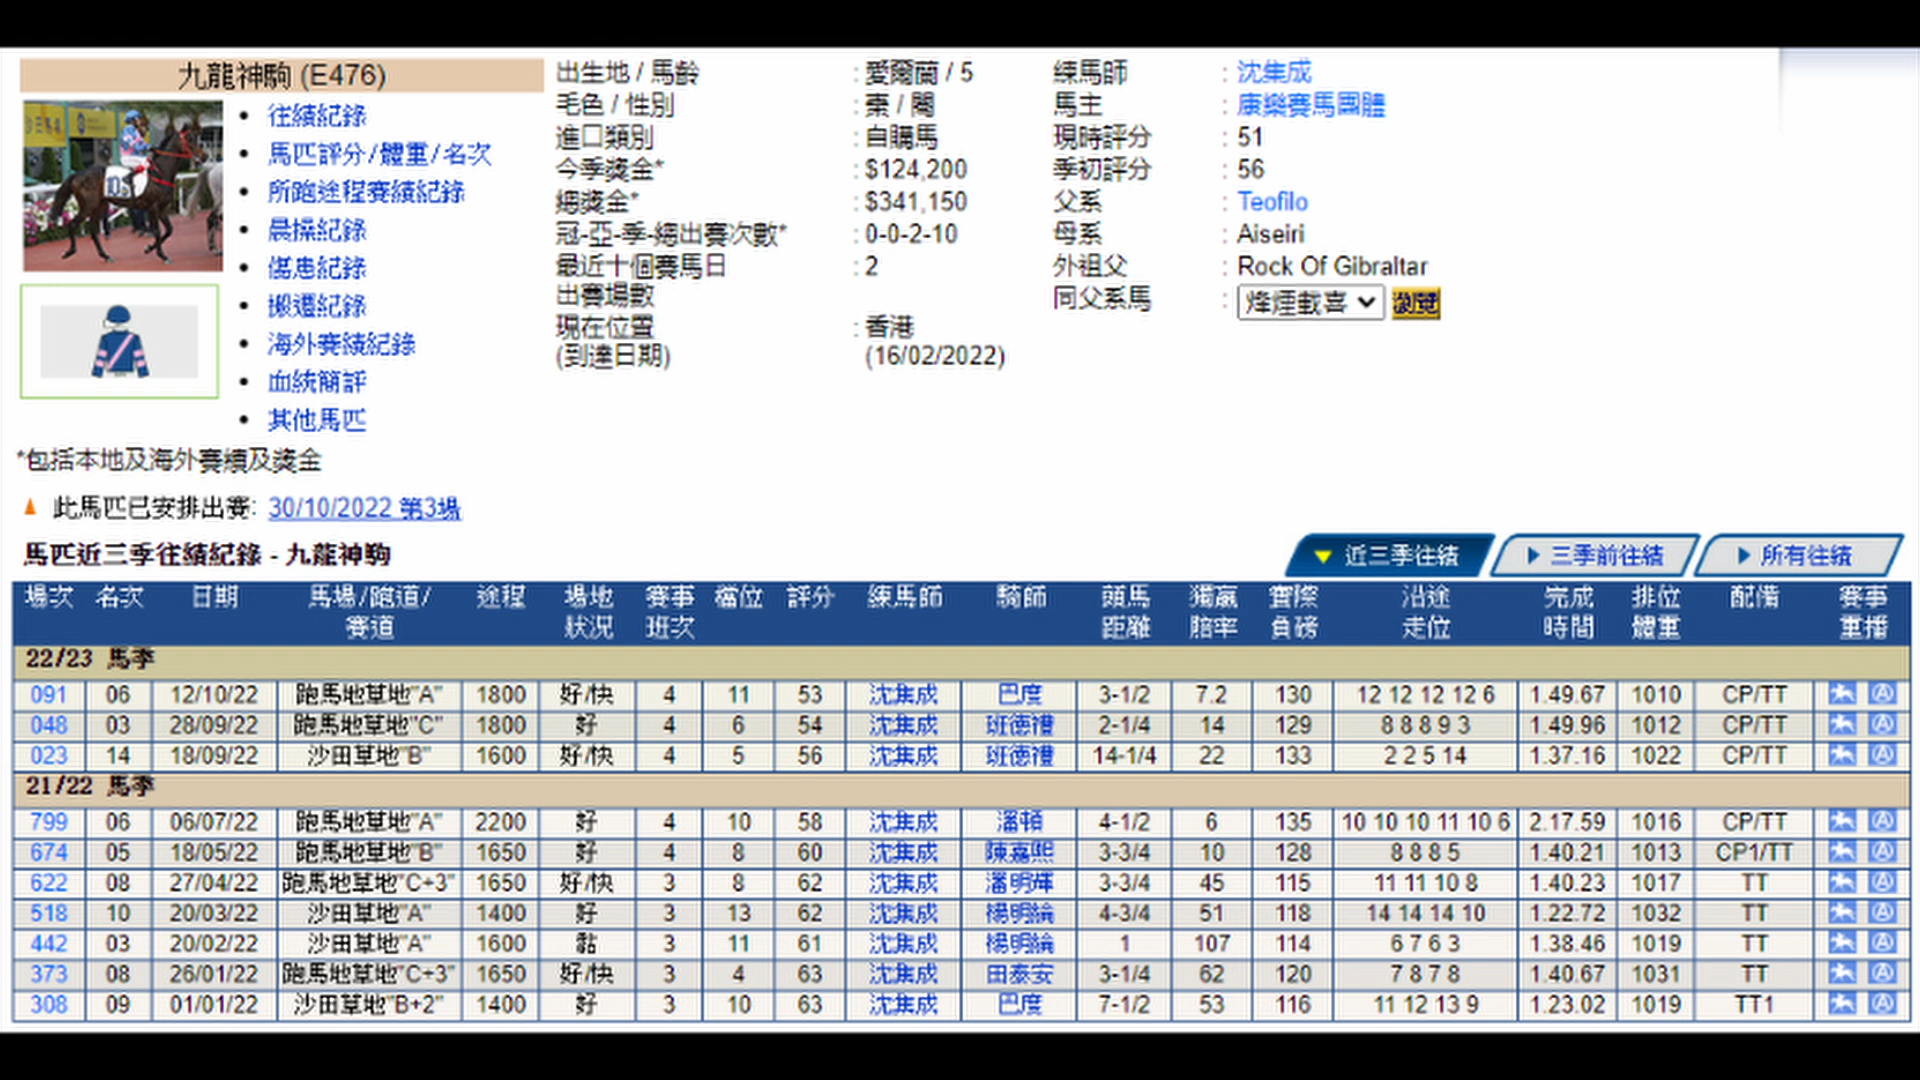 九龍神駒 (E476)
往績紀錄
馬匹評分/體重/名次
所跑途程賽績紀錄
晨操紀錄
傷患紀錄
搬遷紀錄
海外賽績紀錄
血統簡評
其他馬匹
出生地 / 馬齡 : 愛爾蘭 / 5
毛色 / 性別 : 棗 / 閹
進口類別 : 自購馬
今季獎金* : $124,200
總獎金* : $341,150
冠-亞-季-總出賽次數* : 0-0-2-10
最近十個賽馬日 : 2
出賽場數
現在位置 : 香港
(到達日期) (16/02/2022)
練馬師 : 沈集成
馬主 : 康樂賽馬團體
現時評分 : 51
季初評分 : 56
父系 : Teofilo
母系 : Aiseiri
外祖父 : Rock Of Gibraltar
同父系馬 : 烽煙載喜 瀏覽
*包括本地及海外賽績及獎金
此馬匹已安排出賽: 30/10/2022 第3場
馬匹近三季往績紀錄 - 九龍神駒
近三季往績 三季前往績 所有往績
場次 名次 日期 馬場/跑道/賽道 途程 場地狀況 賽事班次 檔位 評分 練馬師 騎師 頭馬距離 獨贏賠率 實際負磅 沿途走位 完成時間 排位體重 配備 賽事重播
22/23 馬季
091 06 12/10/22 跑馬地草地"A" 1800 好/快 4 11 53 沈集成 巴度 3-1/2 7.2 130 12 12 12 12 6 1.49.67 1010 CP/TT
048 03 28/09/22 跑馬地草地"C" 1800 好 4 6 54 沈集成 班德禮 2-1/4 14 129 8 8 8 9 3 1.49.96 1012 CP/TT
023 14 18/09/22 沙田草地"B" 1600 好/快 4 5 56 沈集成 班德禮 14-1/4 22 133 2 2 5 14 1.37.16 1022 CP/TT
21/22 馬季
799 06 06/07/22 跑馬地草地"A" 2200 好 4 10 58 沈集成 潘頓 4-1/2 6 135 10 10 10 11 10 6 2.17.59 1016 CP/TT
674 05 18/05/22 跑馬地草地"B" 1650 好 4 8 60 沈集成 陳嘉熙 3-3/4 10 128 8 8 8 5 1.40.21 1013 CP1/TT
622 08 27/04/22 跑馬地草地"C+3" 1650 好/快 3 8 62 沈集成 潘明輝 3-3/4 45 115 11 11 10 8 1.40.23 1017 TT
518 10 20/03/22 沙田草地"A" 1400 好 3 13 62 沈集成 楊明綸 4-3/4 51 118 14 14 14 10 1.22.72 1032 TT
442 03 20/02/22 沙田草地"A" 1600 黏 3 11 61 沈集成 楊明綸 1 107 114 6 7 6 3 1.38.46 1019 TT
373 08 26/01/22 跑馬地草地"C+3" 1650 好/快 3 4 63 沈集成 田泰安 3-1/4 62 120 7 8 7 8 1.40.67 1031 TT
308 09 01/01/22 沙田草地"B+2" 1400 好 3 10 63 沈集成 巴度 7-1/2 53 116 11 12 13 9 1.23.02 1019 TT1